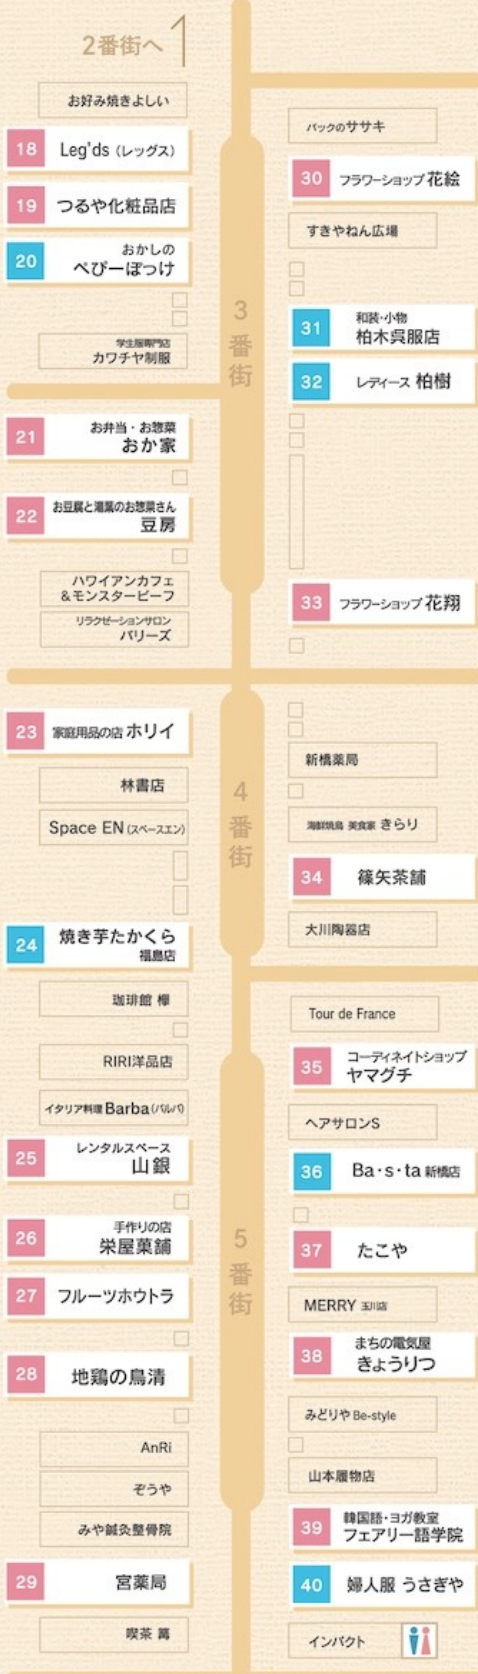 2番街へ
お好み焼きよしい
18 Leg'ds（レッグス）
19 つるや化粧品店
20 おかしの
べびーぽっけ
学生服専門店
カワチヤ制服
21 お弁当・お惣菜
おか家
22 お豆腐と湯葉のお惣菜さん
豆房
ハワイアンカフェ
&モンスタービーフ
リラクゼーションサロン
バリーズ
23 家庭用品の店 ホリイ
林書店
Space EN（スペースエン）
24 焼き芋たかくら
福島店
珈琲館 欅
RIRI洋品店
イタリア料理 Barba（バルバ）
25 レンタルスペース
山銀
26 手作りの店
栄屋菓舗
27 フルーツホウトラ
28 地鶏の鳥清
AnRi
ぞうや
みや鍼灸整骨院
29 宮薬局
喫茶 篝
3番街
4番街
5番街
バックのササキ
30 フラワーショップ 花絵
すきやねん広場
31 和装・小物
柏木呉服店
32 レディース 柏樹
33 フラワーショップ 花翔
新橋薬局
海鮮焼鳥 美食家 きらり
34 篠矢茶舗
大川陶器店
Tour de France
35 コーディネイトショップ
ヤマグチ
ヘアサロンS
36 Ba・s・ta 新橋店
37 たこや
MERRY 玉川店
38 まちの電気屋
きょうりつ
みどりや Be-style
山本履物店
39 韓国語・ヨガ教室
フェアリー語学院
40 婦人服 うさぎや
インパクト